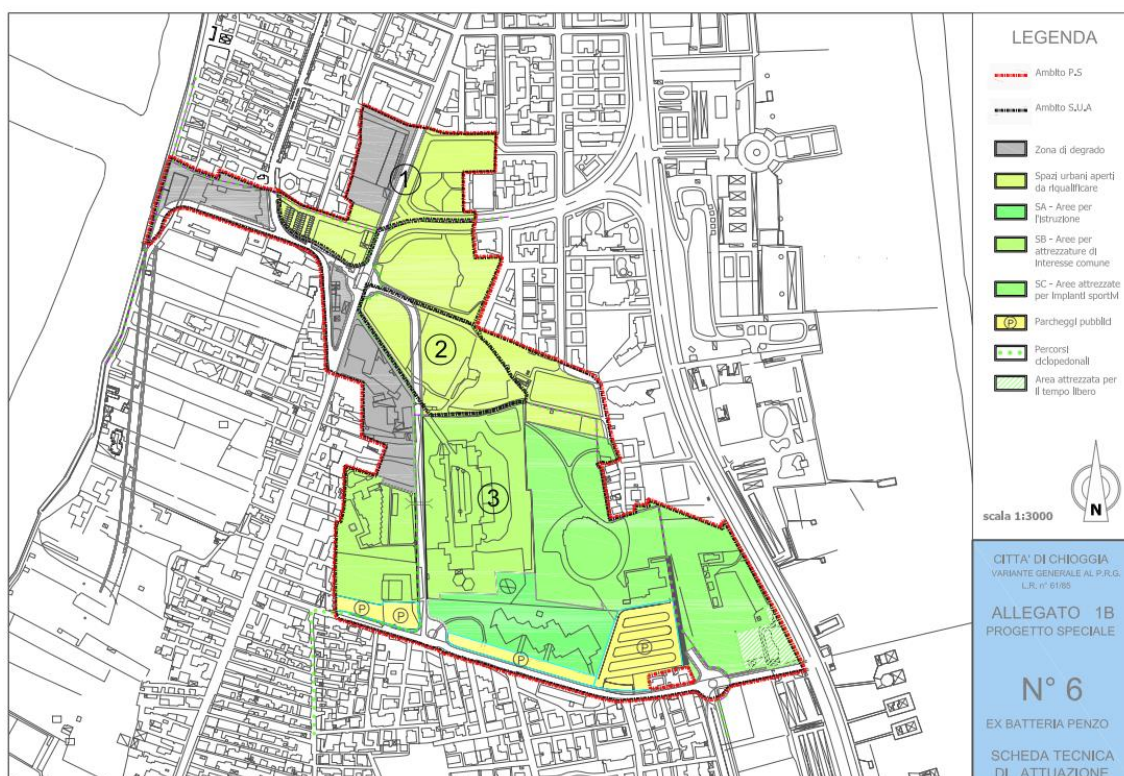 LEGENDA
Ambito P.S
Ambito S.U.A
Zona di degrado
Spazi urbani aperti
da riqualificare
SA - Aree per
l'istruzione
SB - Aree per
attrezzature di
Interesse comune
SC - Aree attrezzate
per Impianti sportivi
P
Parcheggi pubblici
Percorsi
ciclopedonali
Area attrezzata per
Il tempo libero
1
2
3
P
P
P
P
N
scala 1:3000
CITTA' DI CHIOGGIA
VARIANTE GENERALE AL P.R.G.
L.R. n° 61/85
ALLEGATO 1B
PROGETTO SPECIALE
N° 6
EX BATTERIA PENZO
SCHEDA TECNICA
DI ATTUAZIONE